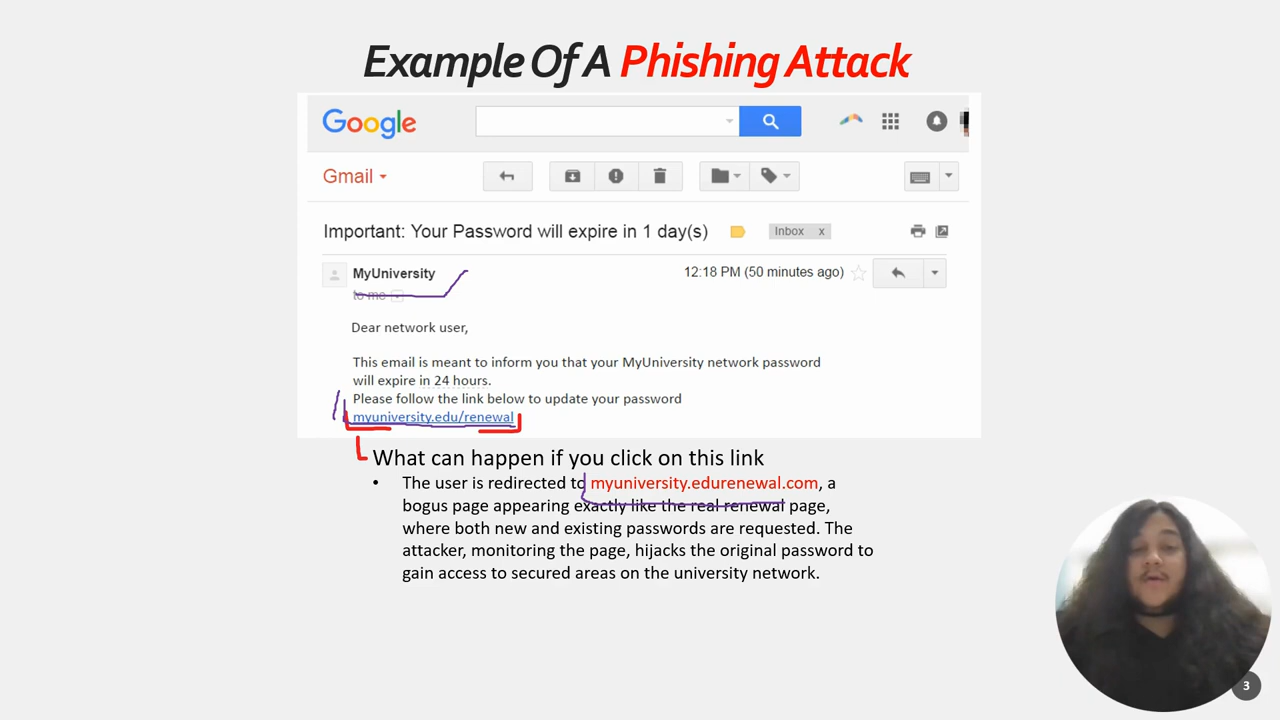 Example Of A Phishing Attack
Google
Gmail
Important: Your Password will expire in 1 day(s)
Inbox x
MyUniversity
12:18 PM (50 minutes ago)
to me
Dear network user,
This email is meant to inform you that your MyUniversity network password
will expire in 24 hours.
Please follow the link below to update your password
myuniversity.edu/renewal
What can happen if you click on this link
• The user is redirected to myuniversity.edurenewal.com, a
bogus page appearing exactly like the real renewal page,
where both new and existing passwords are requested. The
attacker, monitoring the page, hijacks the original password to
gain access to secured areas on the university network.
3